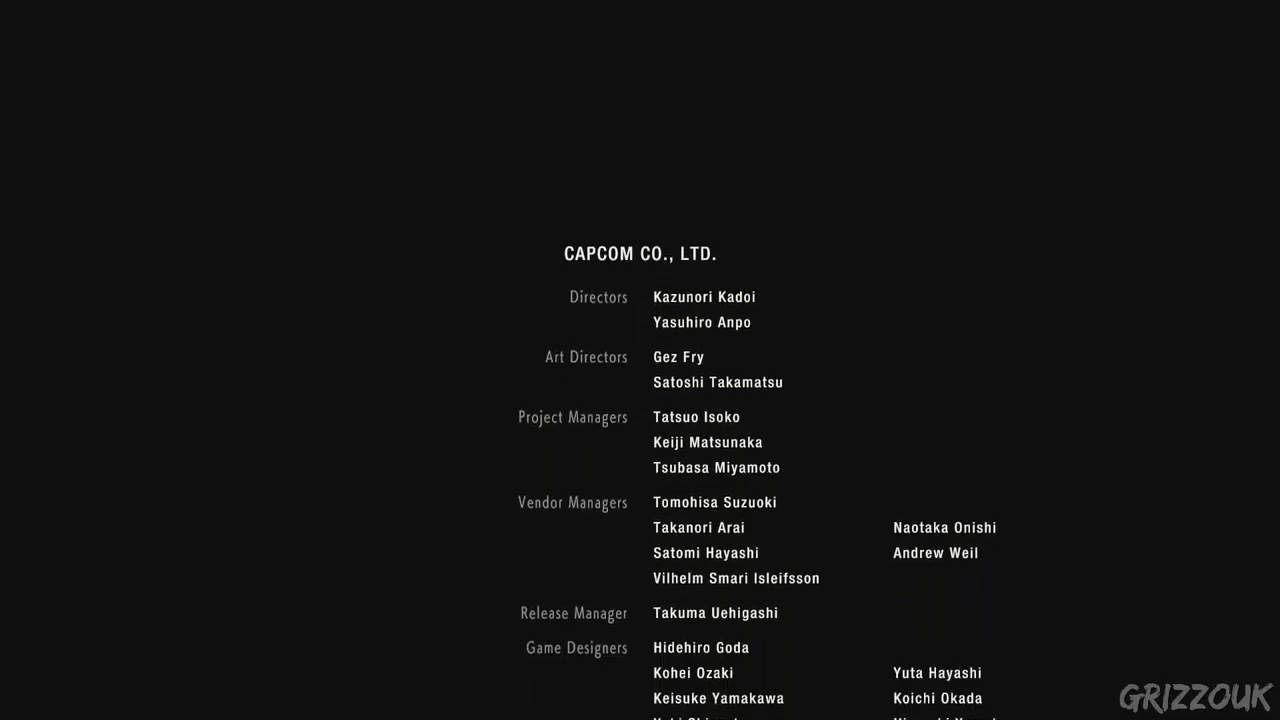 CAPCOM CO., LTD.
Directors Kazunori Kadoi
Yasuhiro Anpo
Art Directors Gez Fry
Satoshi Takamatsu
Project Managers Tatsuo Isoko
Keiji Matsunaka
Tsubasa Miyamoto
Vendor Managers Tomohisa Suzuoki
Takanori Arai Naotaka Onishi
Satomi Hayashi Andrew Weil
Vilhelm Smari Isleifsson
Release Manager Takuma Uehigashi
Game Designers Hidehiro Goda
Kohei Ozaki Yuta Hayashi
Keisuke Yamakawa Koichi Okada
GRIZZOUK